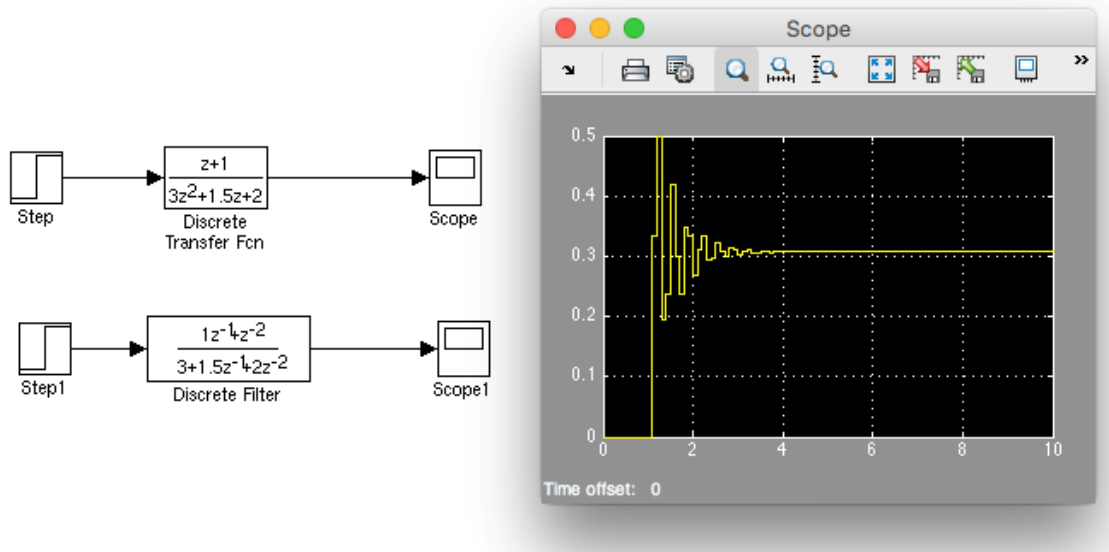 Scope
»
z+1
3z²+1.5z+2
Step
Discrete
Transfer Fcn
Scope
1z⁻¹+z⁻²
3+1.5z⁻¹+2z⁻²
Step1
Discrete Filter
Scope1
0.5
0.4
0.3
0.2
0.1
0
0 2 4 6 8 10
Time offset: 0